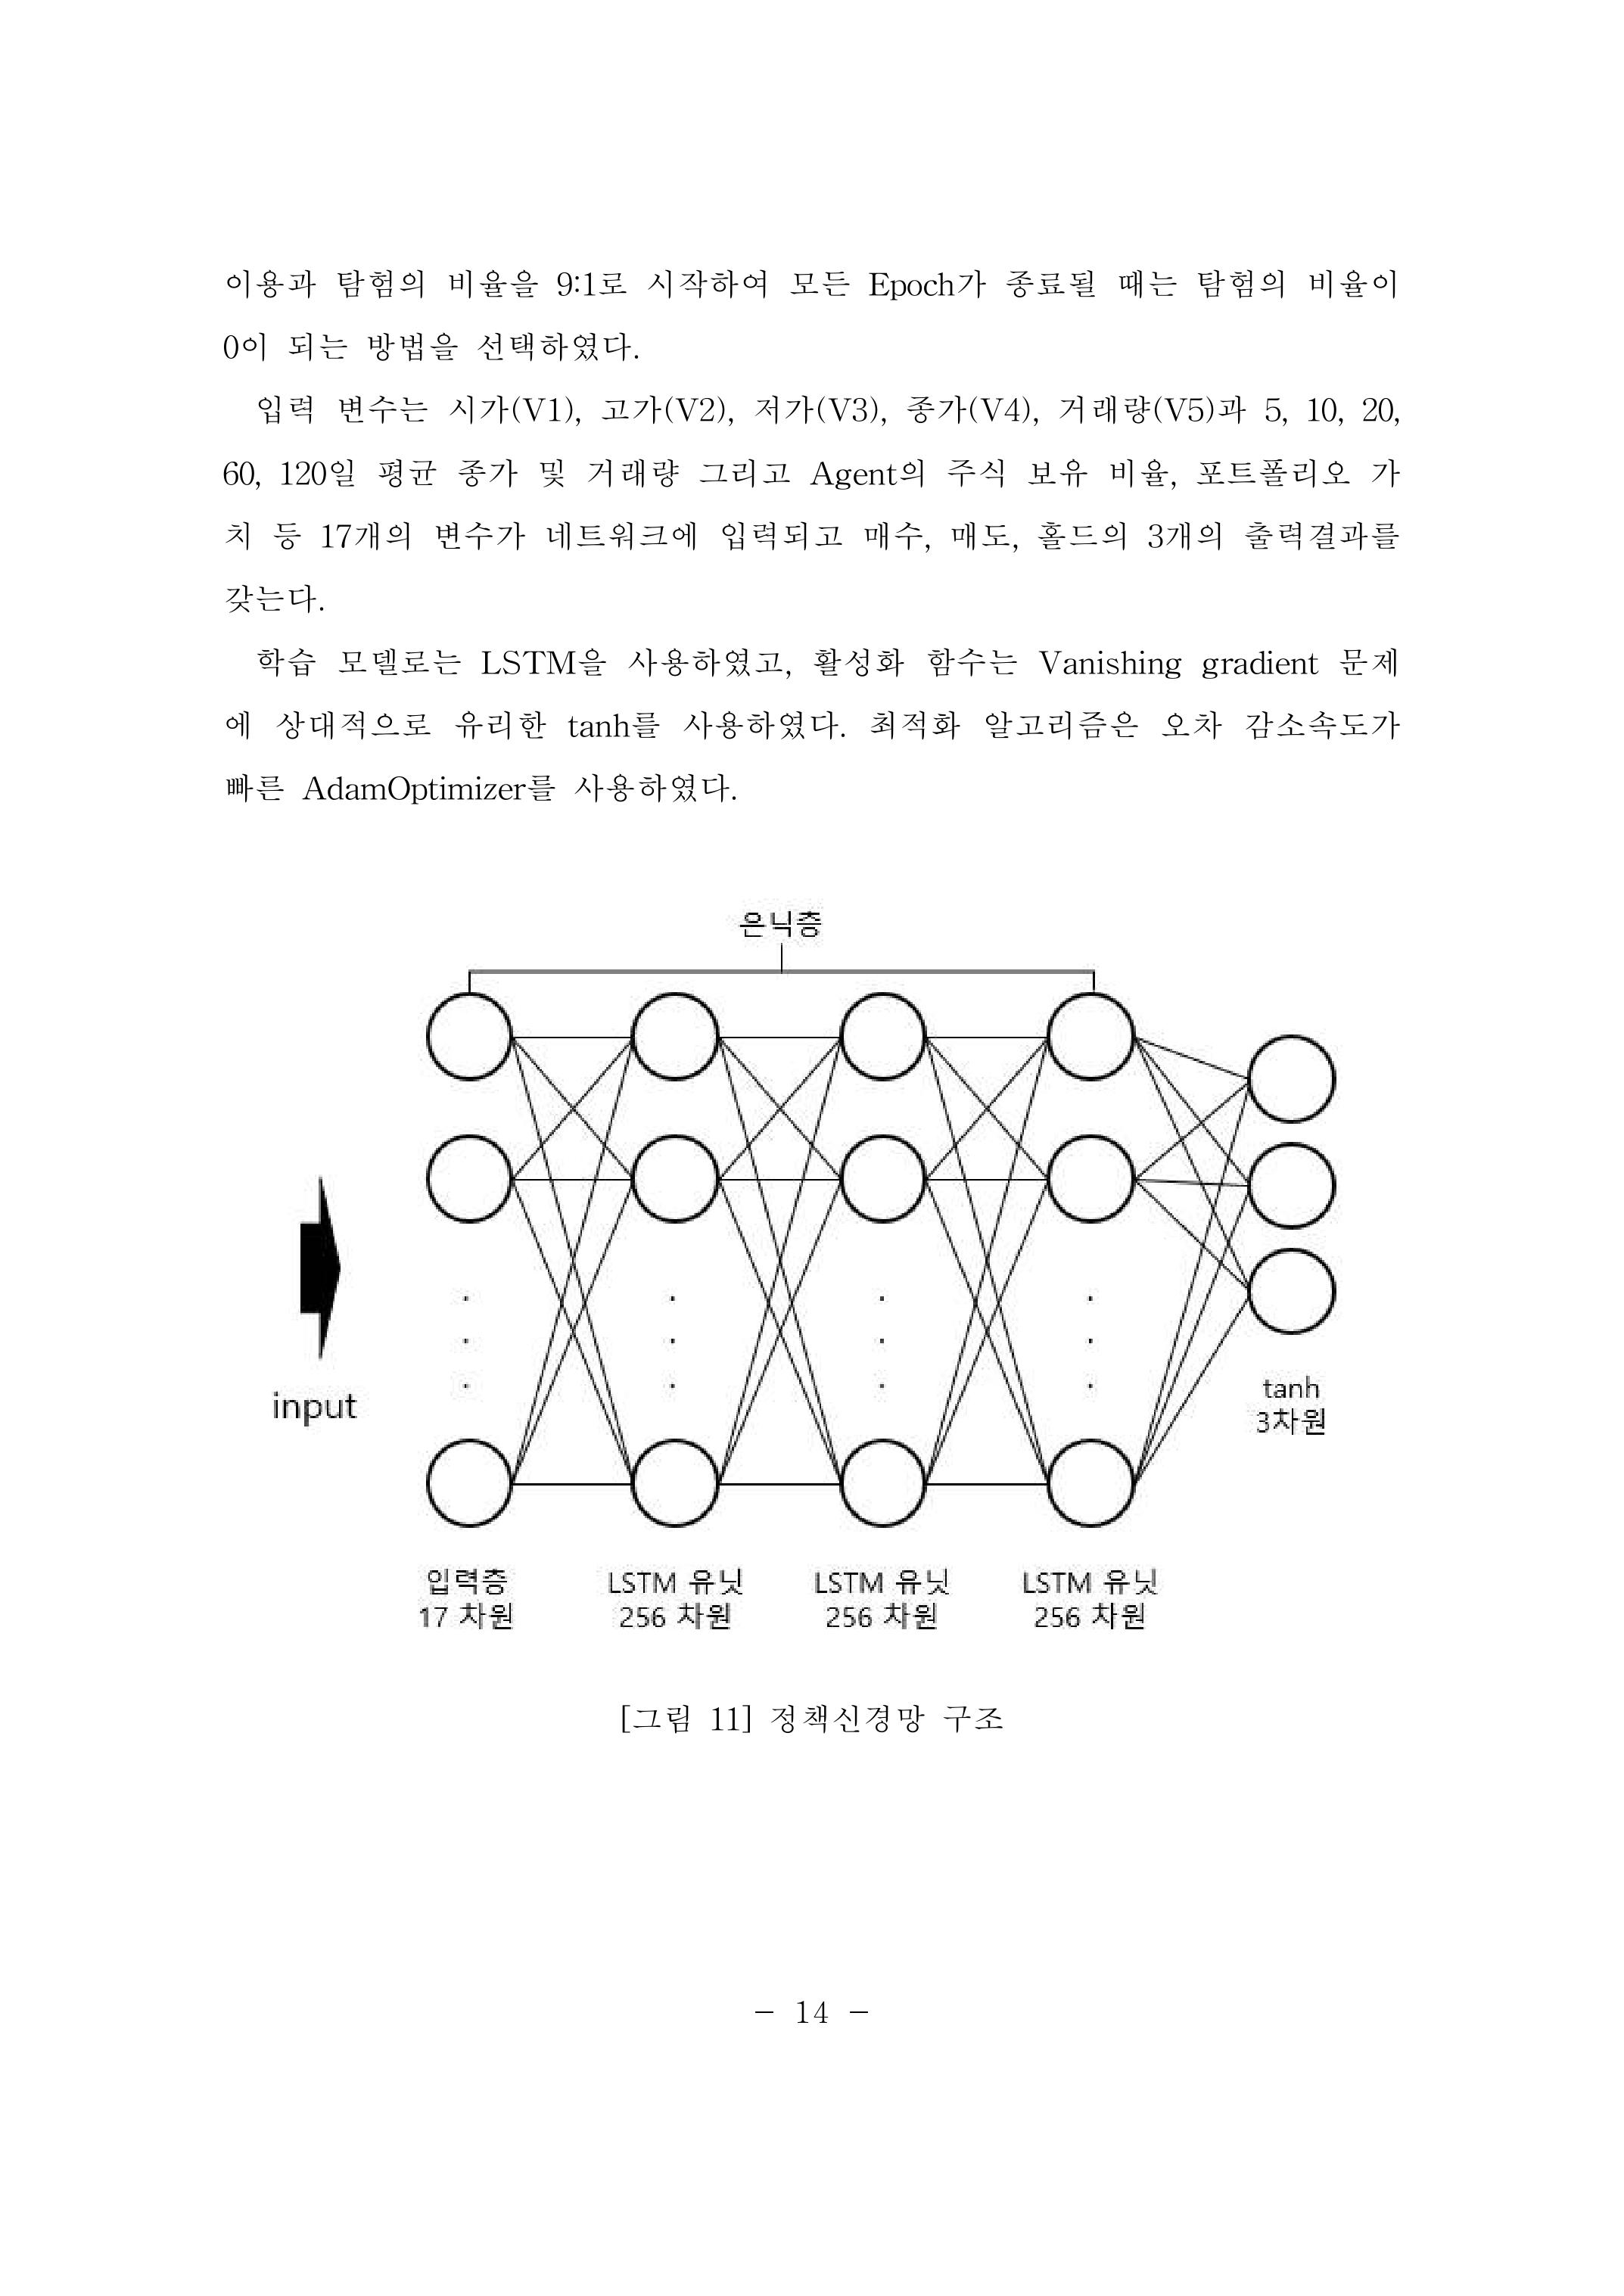 이용과 탐험의 비율을 9:1로 시작하여 모든 Epoch가 종료될 때는 탐험의 비율이
0이 되는 방법을 선택하였다.
입력 변수는 시가(V1), 고가(V2), 저가(V3), 종가(V4), 거래량(V5)과 5, 10, 20,
60, 120일 평균 종가 및 거래량 그리고 Agent의 주식 보유 비율, 포트폴리오 가
치 등 17개의 변수가 네트워크에 입력되고 매수, 매도, 홀드의 3개의 출력결과를
갖는다.
학습 모델로는 LSTM을 사용하였고, 활성화 함수는 Vanishing gradient 문제
에 상대적으로 유리한 tanh를 사용하였다. 최적화 알고리즘은 오차 감소속도가
빠른 AdamOptimizer를 사용하였다.
은닉층
input
tanh
3차원
입력층
17 차원
LSTM 유닛
256 차원
LSTM 유닛
256 차원
LSTM 유닛
256 차원
[그림 11] 정책신경망 구조
- 14 -